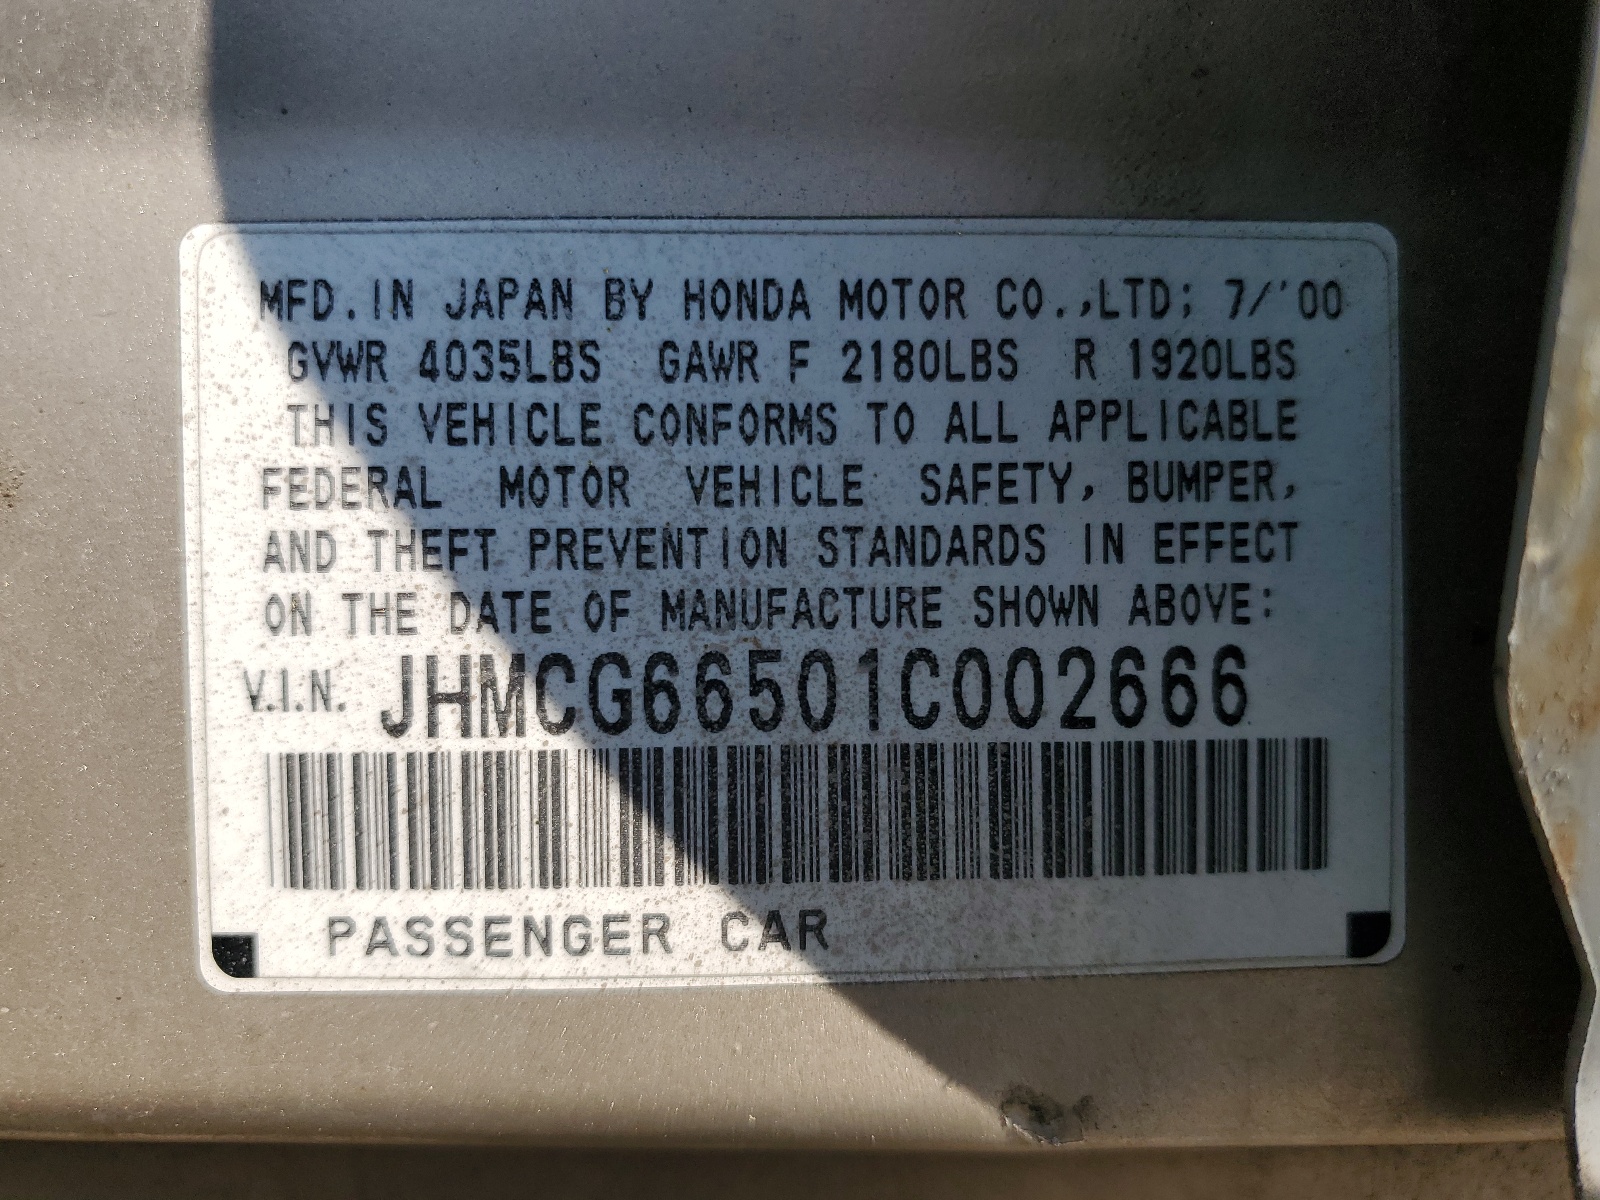 MFD. IN JAPAN BY HONDA MOTOR CO.,LTD; 7/'00
GVWR 4035LBS GAWR F 2180LBS R 1920LBS
THIS VEHICLE CONFORMS TO ALL APPLICABLE
FEDERAL MOTOR VEHICLE SAFETY, BUMPER,
AND THEFT PREVENTION STANDARDS IN EFFECT
ON THE DATE OF MANUFACTURE SHOWN ABOVE:
V.I.N. JHMCG66501C002666
PASSENGER CAR